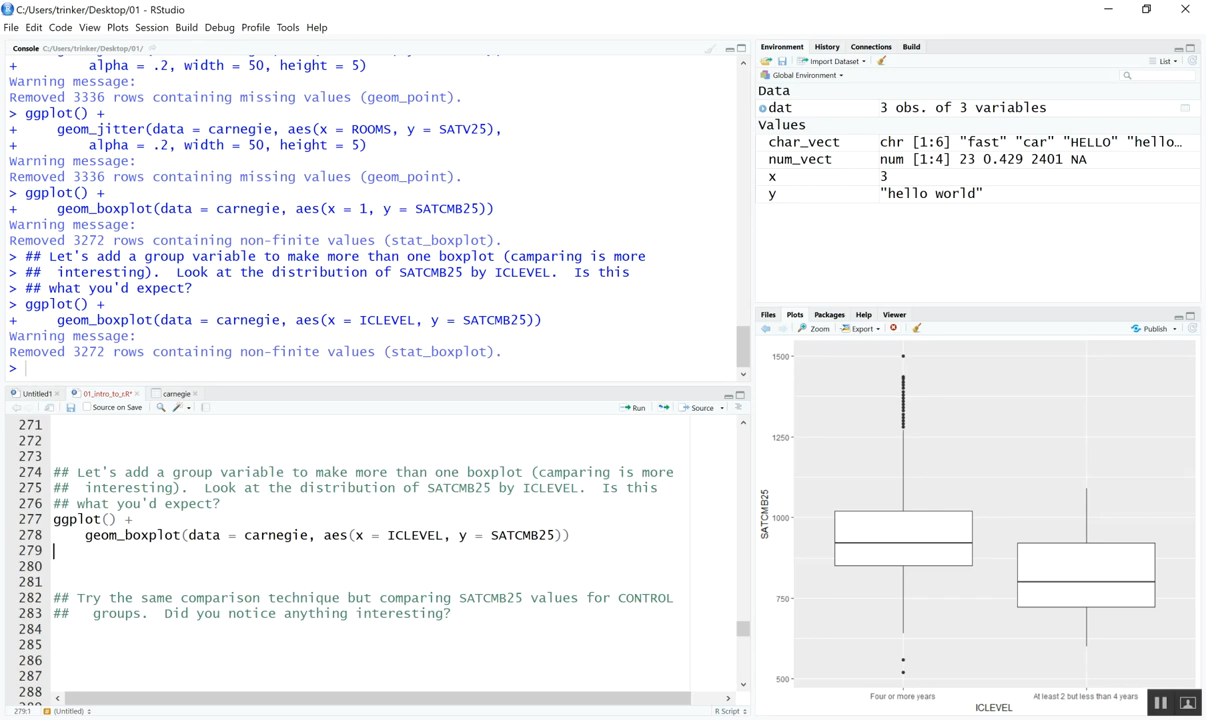 C:/Users/trinker/Desktop/01 - RStudio
File Edit Code View Plots Session Build Debug Profile Tools Help
Console C:/Users/trinker/Desktop/01/
+ alpha = .2, width = 50, height = 5)
Warning message:
Removed 3336 rows containing missing values (geom_point).
> ggplot() +
+ geom_jitter(data = carnegie, aes(x = ROOMS, y = SATV25),
+ alpha = .2, width = 50, height = 5)
Warning message:
Removed 3336 rows containing missing values (geom_point).
> ggplot() +
+ geom_boxplot(data = carnegie, aes(x = 1, y = SATCMB25))
Warning message:
Removed 3272 rows containing non-finite values (stat_boxplot).
> ## Let's add a group variable to make more than one boxplot (camparing is more
> ## interesting). Look at the distribution of SATCMB25 by ICLEVEL. Is this
> ## what you'd expect?
> ggplot() +
+ geom_boxplot(data = carnegie, aes(x = ICLEVEL, y = SATCMB25))
Warning message:
Removed 3272 rows containing non-finite values (stat_boxplot).
>
Untitled1 01_intro_to_r.R* carnegie
Source on Save Run Source
271
272
273
274 ## Let's add a group variable to make more than one boxplot (camparing is more
275 ## interesting). Look at the distribution of SATCMB25 by ICLEVEL. Is this
276 ## what you'd expect?
277 ggplot() +
278 geom_boxplot(data = carnegie, aes(x = ICLEVEL, y = SATCMB25))
279
280
281
282 ## Try the same comparison technique but comparing SATCMB25 values for CONTROL
283 ## groups. Did you notice anything interesting?
284
285
286
287
288
279:1 (Untitled) R Script
Environment History Connections Build
Import Dataset List
Global Environment
Data
dat 3 obs. of 3 variables
Values
char_vect chr [1:6] "fast" "car" "HELLO" "hello…
num_vect num [1:4] 23 0.429 2401 NA
x 3
y "hello world"
Files Plots Packages Help Viewer
Zoom Export Publish
1500
1250
1000
750
500
SATCMB25
Four or more years At least 2 but less than 4 years
ICLEVEL